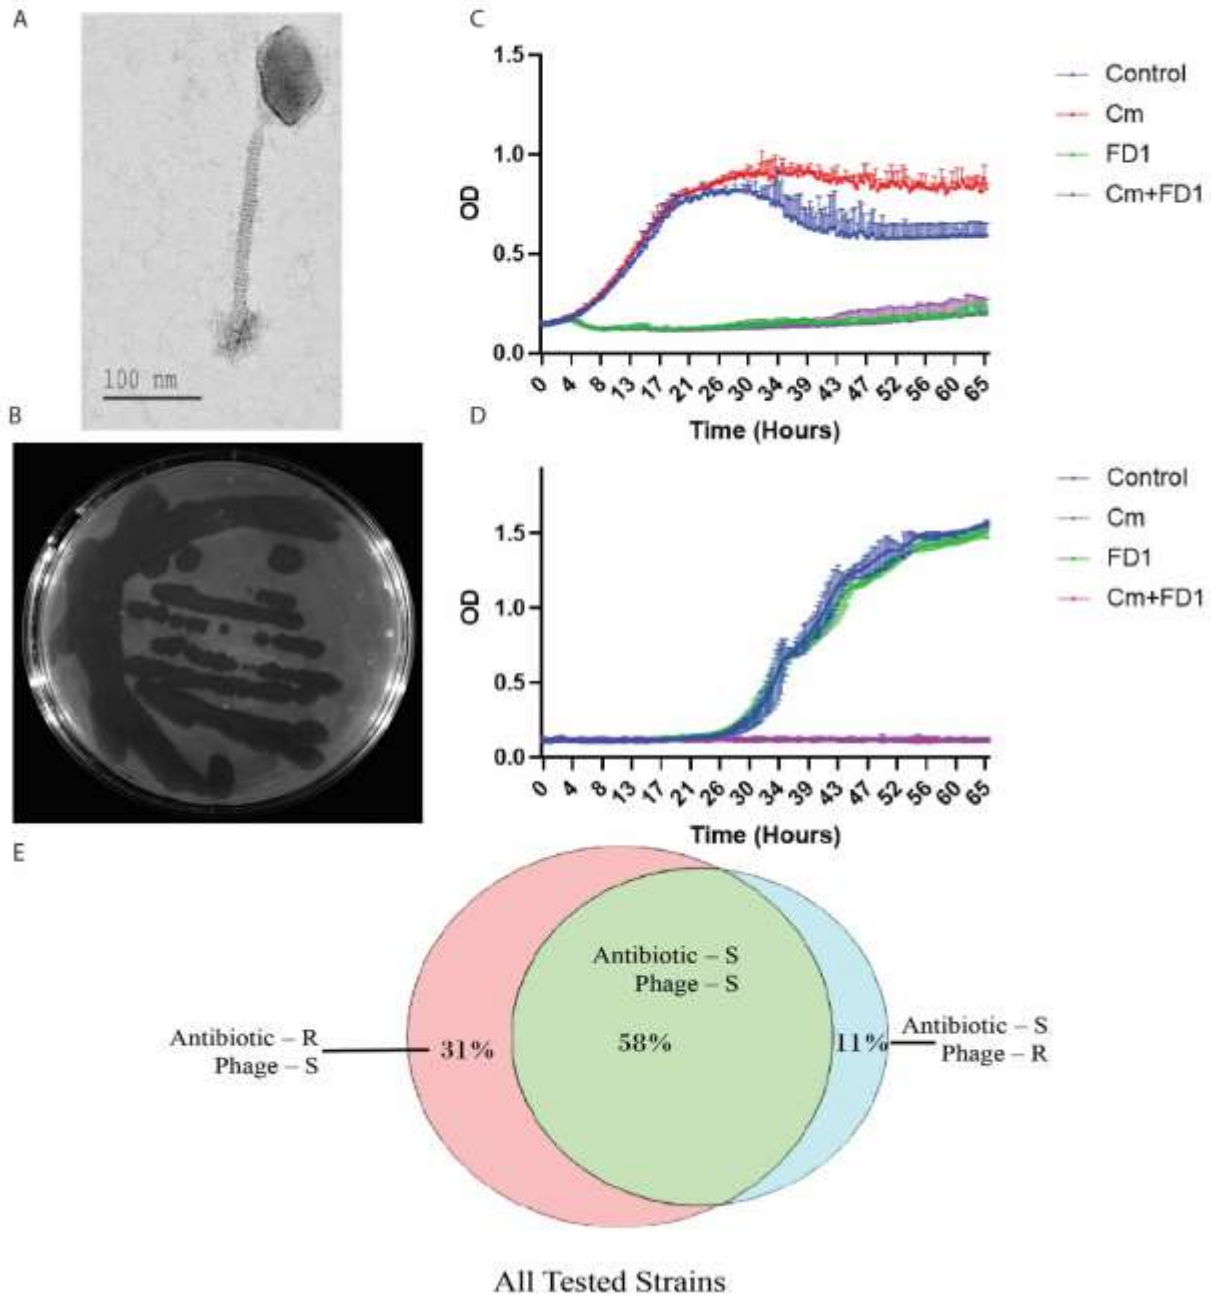 A
100 nm
B
C
1.5
1.0
0.5
0.0
OD
0 4 8 13 17 21 26 30 34 39 43 47 52 56 60 65
Time (Hours)
Control
Cm
FD1
Cm+FD1
D
1.5
1.0
0.5
0.0
OD
0 4 8 13 17 21 26 30 34 39 43 47 52 56 60 65
Time (Hours)
Control
Cm
FD1
Cm+FD1
E
Antibiotic – R
Phage – S
31%
Antibiotic – S
Phage – S
58%
11%
Antibiotic – S
Phage – R
All Tested Strains